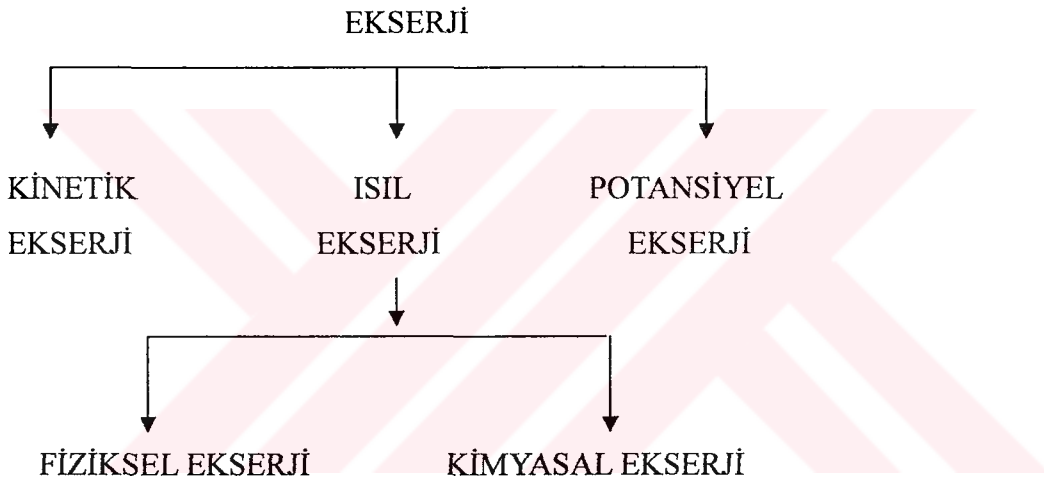 EKSERJİ
KİNETİK EKSERJİ
ISIL EKSERJİ
POTANSİYEL EKSERJİ
FİZİKSEL EKSERJİ
KİMYASAL EKSERJİ